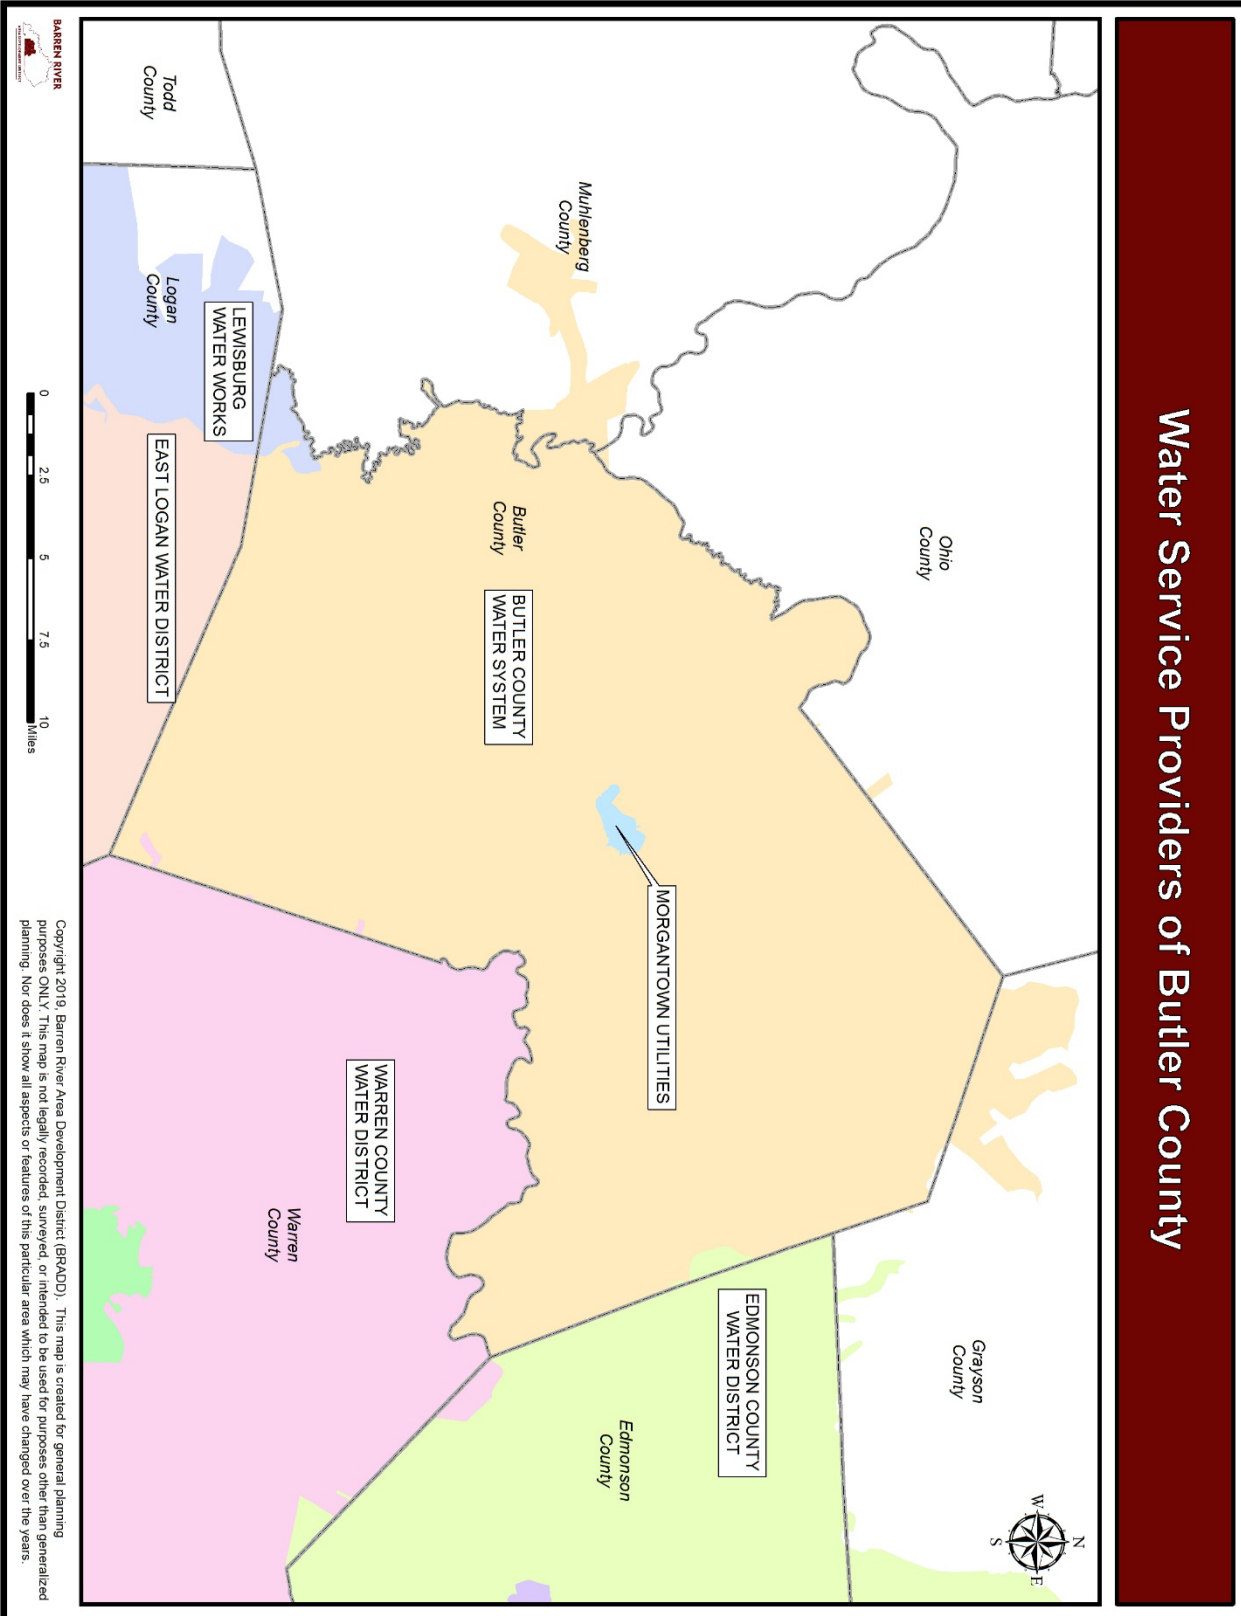 Water Service Providers of Butler County
N
W
E
S
Ohio
County
Grayson
County
Muhlenberg
County
EDMONSON COUNTY
WATER DISTRICT
MORGANTOWN UTILITIES
Edmonson
County
Butler
County
BUTLER COUNTY
WATER SYSTEM
WARREN COUNTY
WATER DISTRICT
Warren
County
LEWISBURG
WATER WORKS
Todd
County
Logan
County
EAST LOGAN WATER DISTRICT
BARREN RIVER
0 2.5 5 7.5 10
Miles
Copyright 2019, Barren River Area Development District (BRADD). This map is created for general planning
purposes ONLY. This map is not legally recorded, surveyed, or intended to be used for purposes other than generalized
planning. Nor does it show all aspects or features of this particular area which may have changed over the years.